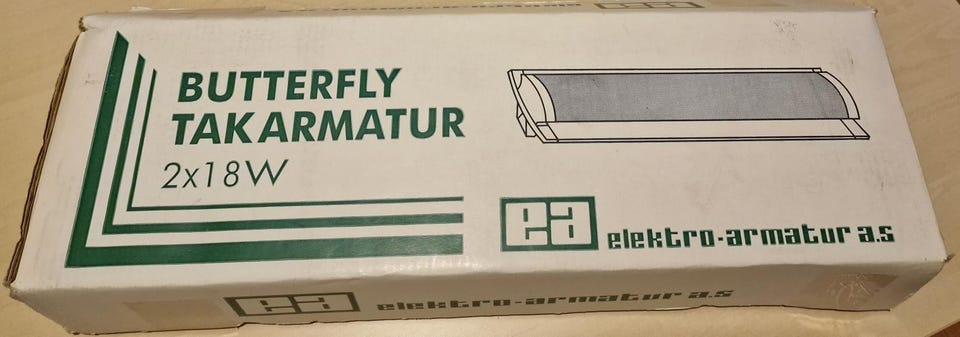 BUTTERFLY
TAKARMATUR
2x18W
ea elektro-armatur a.s
ea elektro-armatur a.s